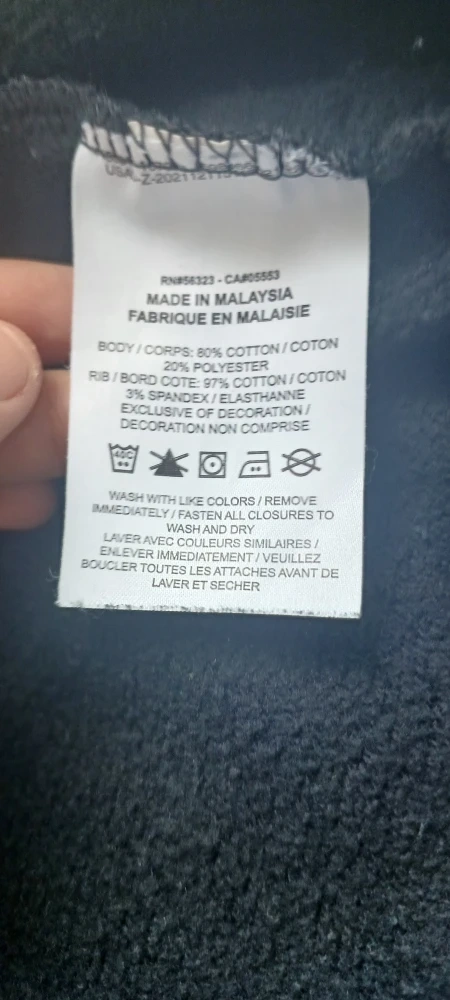 RN#56323 - CA#05553
MADE IN MALAYSIA
FABRIQUE EN MALAISIE
BODY / CORPS: 80% COTTON / COTON
20% POLYESTER
RIB / BORD COTE: 97% COTTON / COTON
3% SPANDEX / ELASTHANNE
EXCLUSIVE OF DECORATION /
DECORATION NON COMPRISE
40C
WASH WITH LIKE COLORS / REMOVE
IMMEDIATELY / FASTEN ALL CLOSURES TO
WASH AND DRY
LAVER AVEC COULEURS SIMILAIRES /
ENLEVER IMMEDIATEMENT / VEUILLEZ
BOUCLER TOUTES LES ATTACHES AVANT DE
LAVER ET SECHER